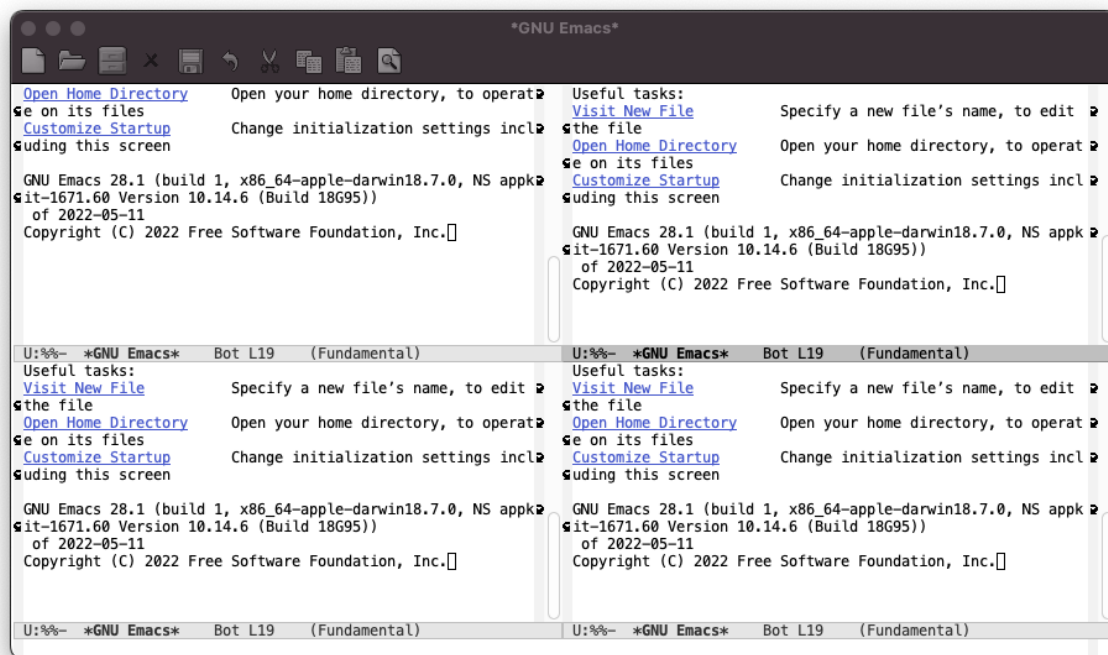 *GNU Emacs*
Open Home Directory     Open your home directory, to operat
e on its files
Customize Startup       Change initialization settings incl
uding this screen
GNU Emacs 28.1 (build 1, x86_64-apple-darwin18.7.0, NS appk
it-1671.60 Version 10.14.6 (Build 18G95))
of 2022-05-11
Copyright (C) 2022 Free Software Foundation, Inc.
U:%%-  *GNU Emacs*    Bot L19    (Fundamental)
Useful tasks:
Visit New File          Specify a new file’s name, to edit
the file
Open Home Directory     Open your home directory, to operat
e on its files
Customize Startup       Change initialization settings incl
uding this screen
GNU Emacs 28.1 (build 1, x86_64-apple-darwin18.7.0, NS appk
it-1671.60 Version 10.14.6 (Build 18G95))
of 2022-05-11
Copyright (C) 2022 Free Software Foundation, Inc.
U:%%-  *GNU Emacs*    Bot L19    (Fundamental)
Useful tasks:
Visit New File          Specify a new file’s name, to edit
the file
Open Home Directory     Open your home directory, to operat
e on its files
Customize Startup       Change initialization settings incl
uding this screen
GNU Emacs 28.1 (build 1, x86_64-apple-darwin18.7.0, NS appk
it-1671.60 Version 10.14.6 (Build 18G95))
of 2022-05-11
Copyright (C) 2022 Free Software Foundation, Inc.
U:%%-  *GNU Emacs*    Bot L19    (Fundamental)
Useful tasks:
Visit New File          Specify a new file’s name, to edit
the file
Open Home Directory     Open your home directory, to operat
e on its files
Customize Startup       Change initialization settings incl
uding this screen
GNU Emacs 28.1 (build 1, x86_64-apple-darwin18.7.0, NS appk
it-1671.60 Version 10.14.6 (Build 18G95))
of 2022-05-11
Copyright (C) 2022 Free Software Foundation, Inc.
U:%%-  *GNU Emacs*    Bot L19    (Fundamental)